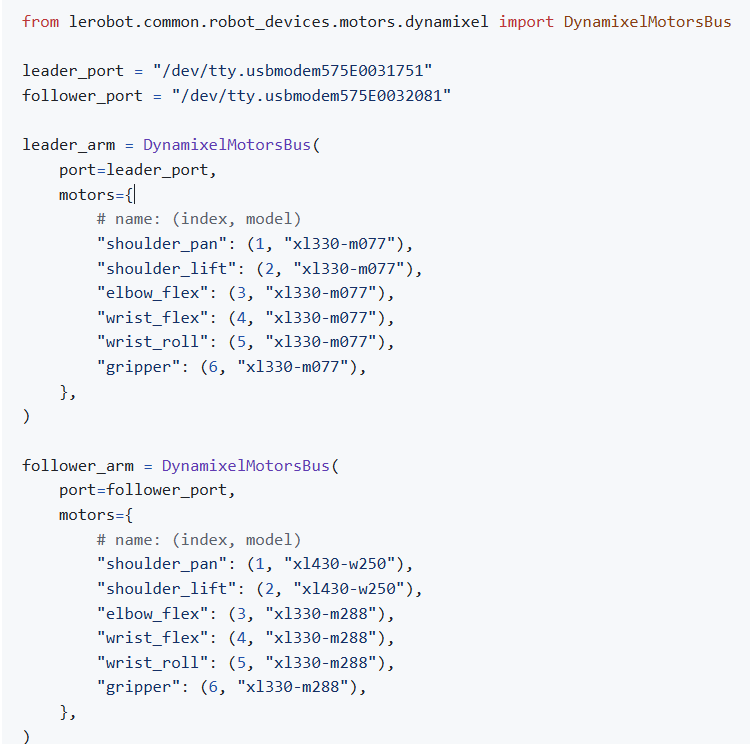 from lerobot.common.robot_devices.motors.dynamixel import DynamixelMotorsBus
leader_port = "/dev/tty.usbmodem575E0031751"
follower_port = "/dev/tty.usbmodem575E0032081"
leader_arm = DynamixelMotorsBus(
    port=leader_port,
    motors={
        # name: (index, model)
        "shoulder_pan": (1, "xl330-m077"),
        "shoulder_lift": (2, "xl330-m077"),
        "elbow_flex": (3, "xl330-m077"),
        "wrist_flex": (4, "xl330-m077"),
        "wrist_roll": (5, "xl330-m077"),
        "gripper": (6, "xl330-m077"),
    },
)
follower_arm = DynamixelMotorsBus(
    port=follower_port,
    motors={
        # name: (index, model)
        "shoulder_pan": (1, "xl430-w250"),
        "shoulder_lift": (2, "xl430-w250"),
        "elbow_flex": (3, "xl330-m288"),
        "wrist_flex": (4, "xl330-m288"),
        "wrist_roll": (5, "xl330-m288"),
        "gripper": (6, "xl330-m288"),
    },
)